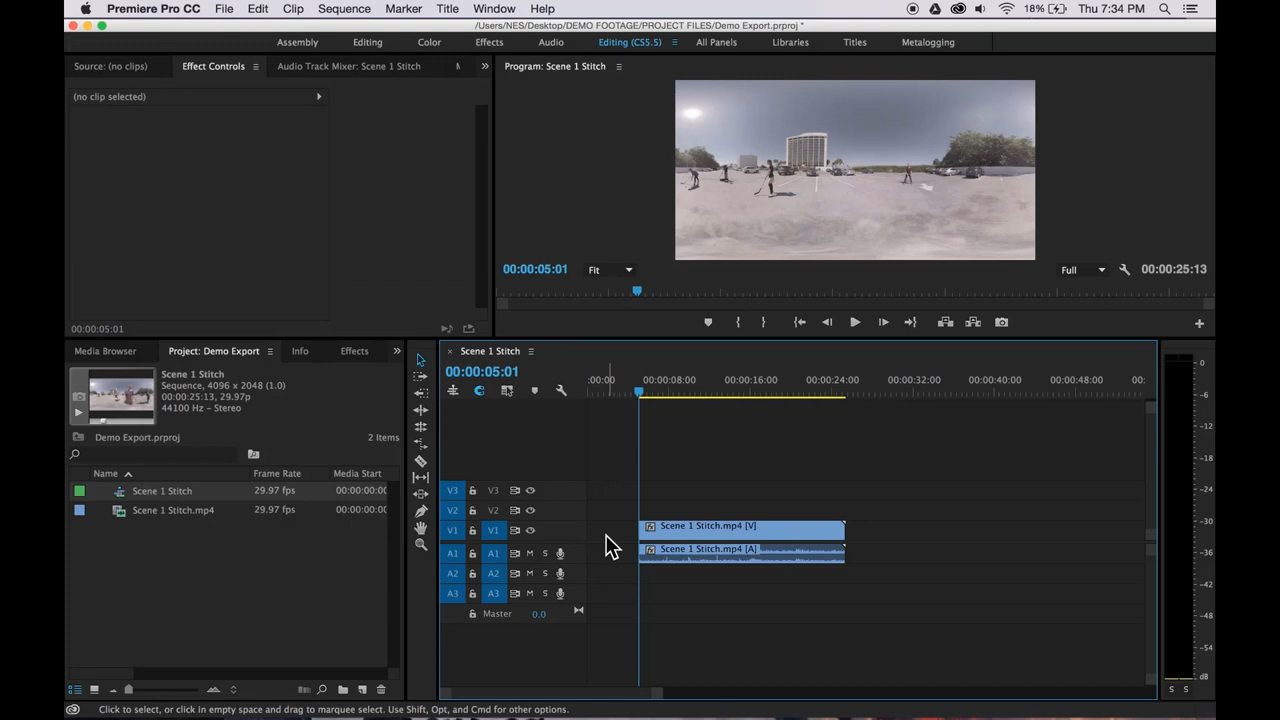 Premiere Pro CC File Edit Clip Sequence Marker Title Window Help 18% Thu 7:34 PM
/Users/NES/Desktop/DEMO FOOTAGE/PROJECT FILES/Demo Export.prproj *
Assembly Editing Color Effects Audio Editing (CS5.5) All Panels Libraries Titles Metalogging
Source: (no clips) Effect Controls Audio Track Mixer: Scene 1 Stitch
Program: Scene 1 Stitch
(no clip selected)
00:00:05:01 Fit Full 00:00:25:13
00:00:05:01
Media Browser Project: Demo Export Info Effects
Scene 1 Stitch
Sequence, 4096 x 2048 (1.0)
00:00:25:13, 29.97p
44100 Hz - Stereo
Demo Export.prproj 2 Items
Name Frame Rate Media Start
Scene 1 Stitch 29.97 fps 00:00:00:00
Scene 1 Stitch.mp4 29.97 fps 00:00:00:00
Scene 1 Stitch
00:00:05:01
:00:00 00:00:08:00 00:00:16:00 00:00:24:00 00:00:32:00 00:00:40:00 00:00:48:00 00:
V3 V3
V2 V2
V1 V1 Scene 1 Stitch.mp4 [V]
A1 A1 M S Scene 1 Stitch.mp4 [A]
A2 A2 M S
A3 A3 M S
Master 0.0
0
-6
-12
-18
-24
-30
-36
-42
-48
-54
dB
S S
Click to select, or click in empty space and drag to marquee select. Use Shift, Opt, and Cmd for other options.